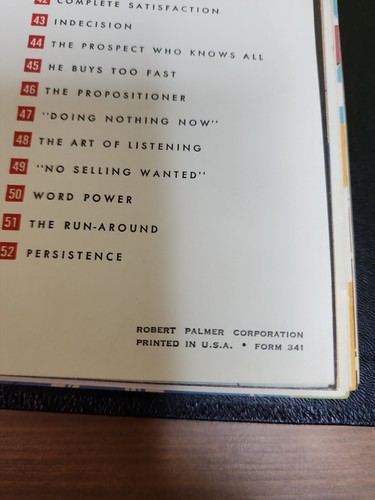 42 COMPLETE SATISFACTION
43 INDECISION
44 THE PROSPECT WHO KNOWS ALL
45 HE BUYS TOO FAST
46 THE PROPOSITIONER
47 "DOING NOTHING NOW"
48 THE ART OF LISTENING
49 "NO SELLING WANTED"
50 WORD POWER
51 THE RUN-AROUND
52 PERSISTENCE
ROBERT PALMER CORPORATION
PRINTED IN U.S.A. • FORM 341